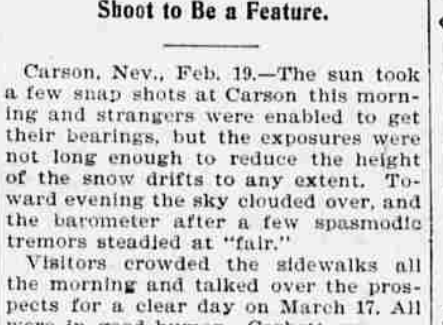 Shoot to Be a Feature.
Carson, Nev., Feb. 19.—The sun took
a few snap shots at Carson this morn-
ing and strangers were enabled to get
their bearings, but the exposures were
not long enough to reduce the height
of the snow drifts to any extent. To-
ward evening the sky clouded over, and
the barometer after a few spasmodic
tremors steadied at "fair."
Visitors crowded the sidewalks all
the morning and talked over the pros-
pects for a clear day on March 17. All